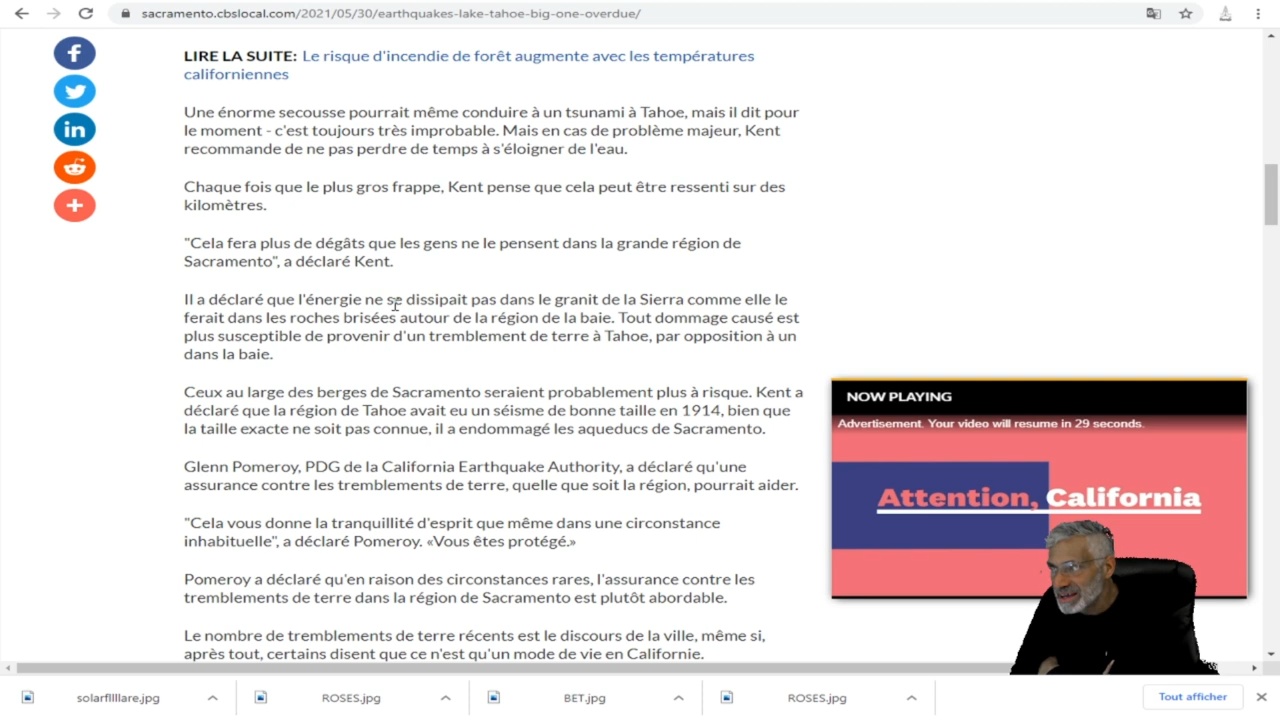 sacramento.cbslocal.com/2021/05/30/earthquakes-lake-tahoe-big-one-overdue/
LIRE LA SUITE: Le risque d'incendie de forêt augmente avec les températures
californiennes
Une énorme secousse pourrait même conduire à un tsunami à Tahoe, mais il dit pour
le moment - c'est toujours très improbable. Mais en cas de problème majeur, Kent
recommande de ne pas perdre de temps à s'éloigner de l'eau.
Chaque fois que le plus gros frappe, Kent pense que cela peut être ressenti sur des
kilomètres.
"Cela fera plus de dégâts que les gens ne le pensent dans la grande région de
Sacramento", a déclaré Kent.
Il a déclaré que l'énergie ne se dissipait pas dans le granit de la Sierra comme elle le
ferait dans les roches brisées autour de la région de la baie. Tout dommage causé est
plus susceptible de provenir d'un tremblement de terre à Tahoe, par opposition à un
dans la baie.
Ceux au large des berges de Sacramento seraient probablement plus à risque. Kent a
déclaré que la région de Tahoe avait eu un séisme de bonne taille en 1914, bien que
la taille exacte ne soit pas connue, il a endommagé les aqueducs de Sacramento.
Glenn Pomeroy, PDG de la California Earthquake Authority, a déclaré qu'une
assurance contre les tremblements de terre, quelle que soit la région, pourrait aider.
"Cela vous donne la tranquillité d'esprit que même dans une circonstance
inhabituelle", a déclaré Pomeroy. «Vous êtes protégé.»
Pomeroy a déclaré qu'en raison des circonstances rares, l'assurance contre les
tremblements de terre dans la région de Sacramento est plutôt abordable.
Le nombre de tremblements de terre récents est le discours de la ville, même si,
après tout, certains disent que ce n'est qu'un mode de vie en Californie.
NOW PLAYING
Advertisement. Your video will resume in 29 seconds.
Attention, California
solarfllllare.jpg
ROSES.jpg
BET.jpg
ROSES.jpg
Tout afficher